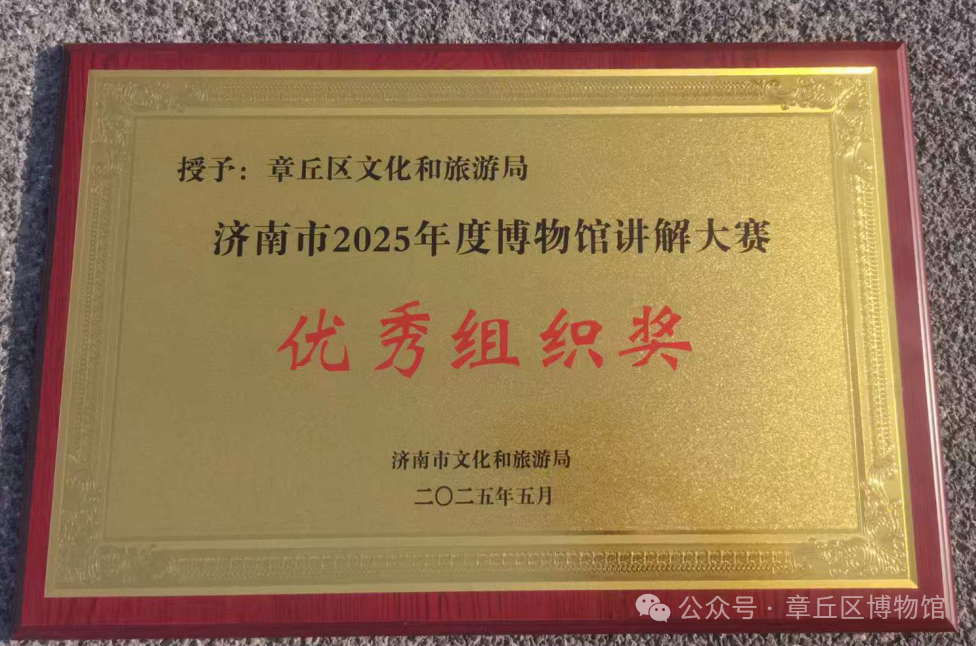 授予：章丘区文化和旅游局
济南市2025年度博物馆讲解大赛
优秀组织奖
济南市文化和旅游局
二〇二五年五月
公众号·章丘区博物馆